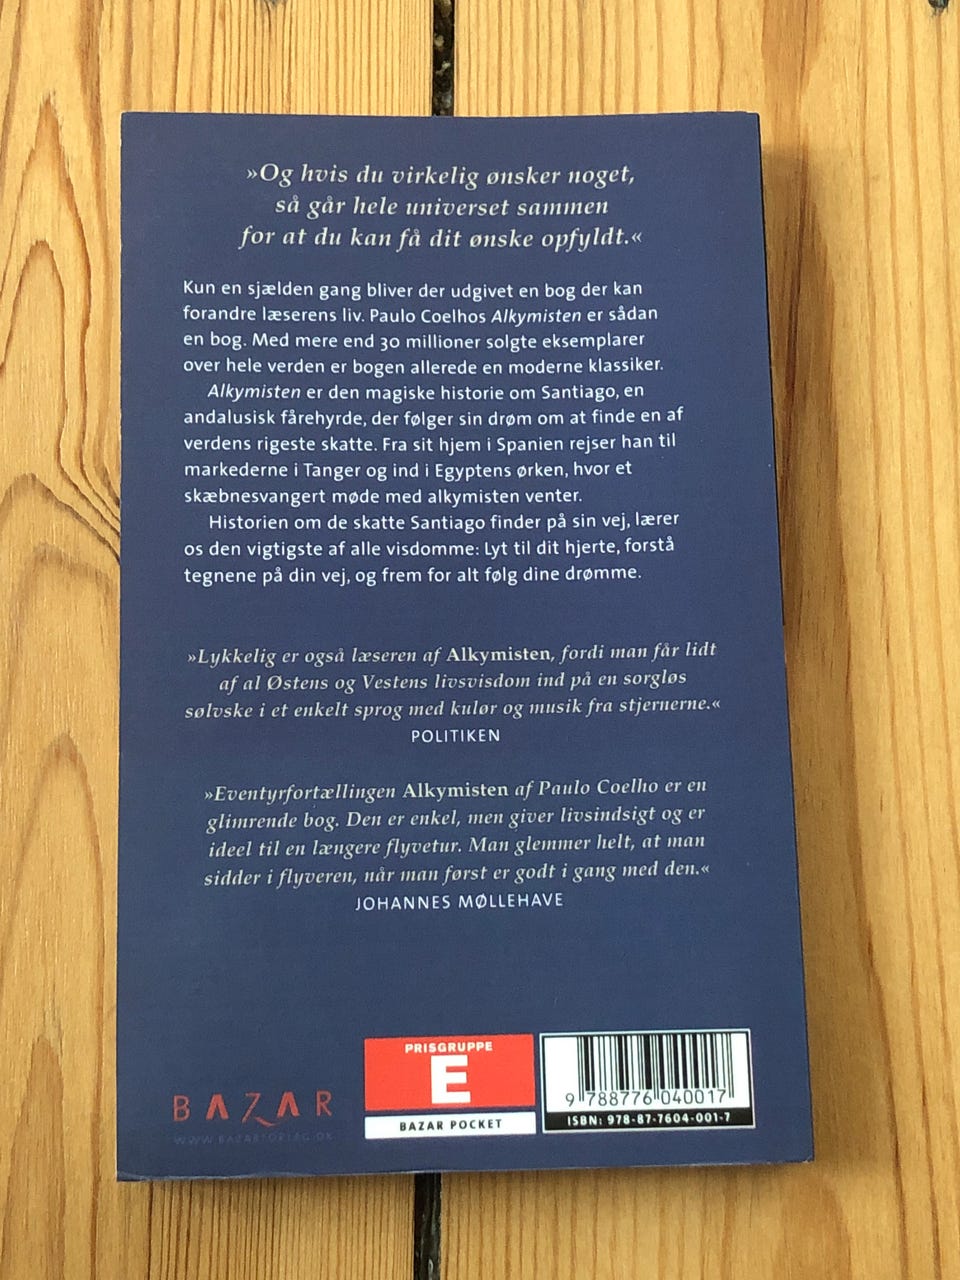 »Og hvis du virkelig ønsker noget,
så går hele universet sammen
for at du kan få dit ønske opfyldt.«
Kun en sjælden gang bliver der udgivet en bog der kan
forandre læserens liv. Paulo Coelhos Alkymisten er sådan
en bog. Med mere end 30 millioner solgte eksemplarer
over hele verden er bogen allerede en moderne klassiker.
Alkymisten er den magiske historie om Santiago, en
andalusisk fårehyrde, der følger sin drøm om at finde en af
verdens rigeste skatte. Fra sit hjem i Spanien rejser han til
markederne i Tanger og ind i Egyptens ørken, hvor et
skæbnesvangert møde med alkymisten venter.
Historien om de skatte Santiago finder på sin vej, lærer
os den vigtigste af alle visdomme: Lyt til dit hjerte, forstå
tegnene på din vej, og frem for alt følg dine drømme.
»Lykkelig er også læseren af Alkymisten, fordi man får lidt
af al Østens og Vestens livsvisdom ind på en sorgløs
sølvske i et enkelt sprog med kulør og musik fra stjernerne.«
POLITIKEN
»Eventyrfortællingen Alkymisten af Paulo Coelho er en
glimrende bog. Den er enkel, men giver livsindsigt og er
ideel til en længere flyvetur. Man glemmer helt, at man
sidder i flyveren, når man først er godt i gang med den.«
JOHANNES MØLLEHAVE
BAZAR
WWW.BAZARFORLAG.DK
PRISGRUPPE
E
BAZAR POCKET
9 788776 040017
ISBN: 978-87-7604-001-7